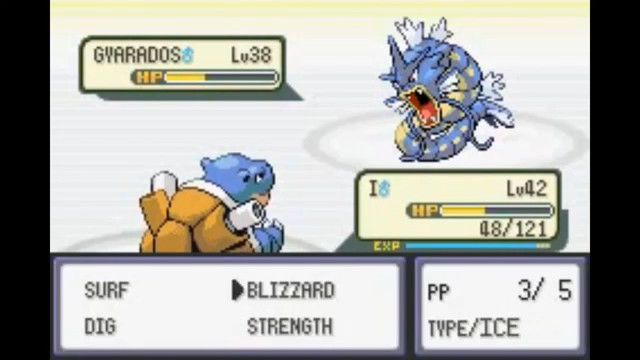 GYARADOS♂ Lv38
HP
I♂ Lv42
HP
48/121
EXP
SURF ▶BLIZZARD
DIG STRENGTH
PP 3/ 5
TYPE/ICE